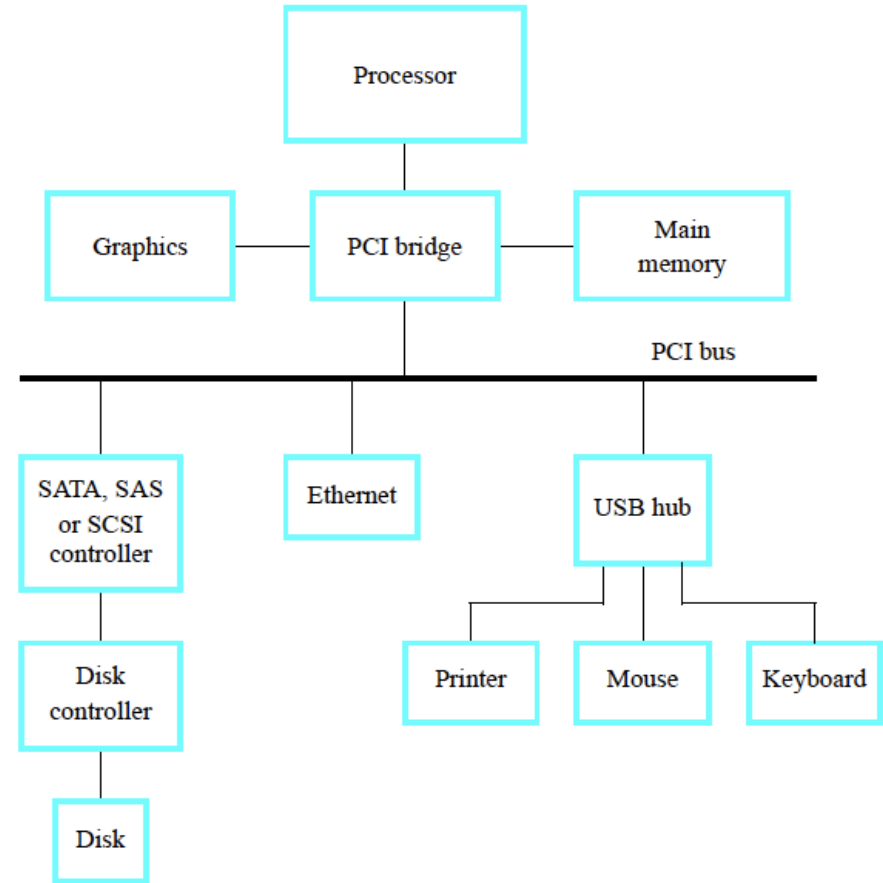 Processor
Graphics
PCI bridge
Main
memory
PCI bus
SATA, SAS
or SCSI
controller
Ethernet
USB hub
Disk
controller
Printer
Mouse
Keyboard
Disk